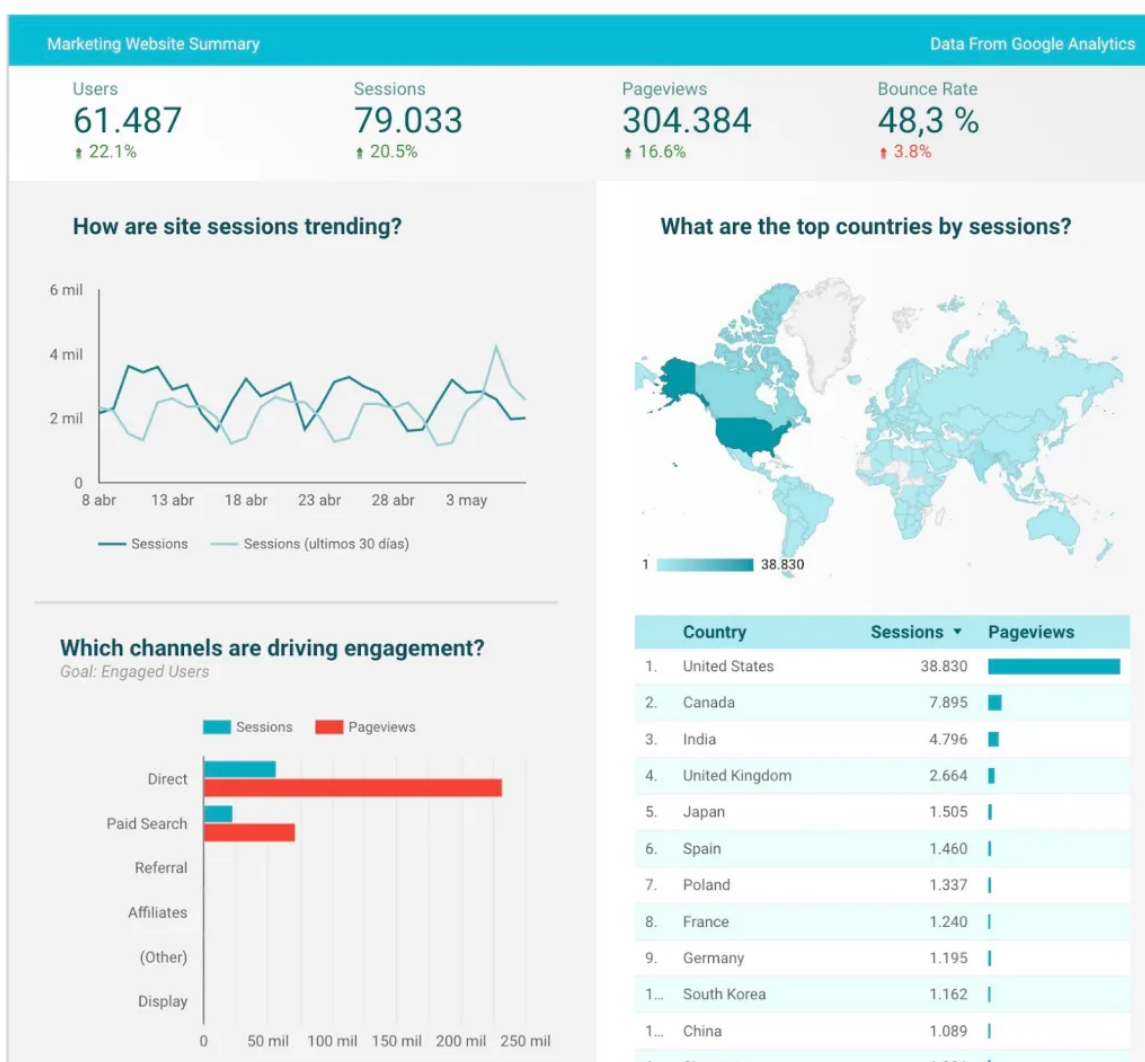 Marketing Website Summary
Data From Google Analytics
Users
61.487
22.1%
Sessions
79.033
20.5%
Pageviews
304.384
16.6%
Bounce Rate
48,3 %
3.8%
How are site sessions trending?
6 mil
4 mil
2 mil
0
8 abr 13 abr 18 abr 23 abr 28 abr 3 may
Sessions Sessions (ultimos 30 días)
Which channels are driving engagement?
Goal: Engaged Users
Sessions Pageviews
Direct
Paid Search
Referral
Affiliates
(Other)
Display
0 50 mil 100 mil 150 mil 200 mil 250 mil
What are the top countries by sessions?
1 38.830
Country Sessions Pageviews
1. United States 38.830
2. Canada 7.895
3. India 4.796
4. United Kingdom 2.664
5. Japan 1.505
6. Spain 1.460
7. Poland 1.337
8. France 1.240
9. Germany 1.195
1... South Korea 1.162
1... China 1.089